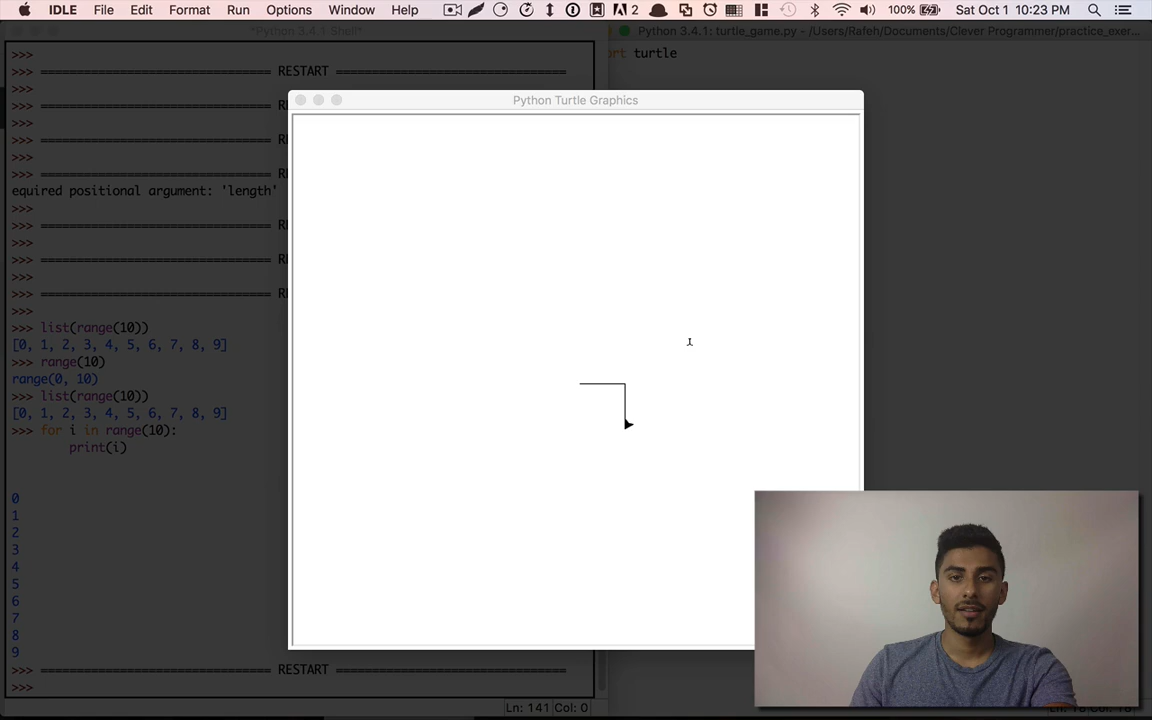 IDLE File Edit Format Run Options Window Help 2 100% Sat Oct 1 10:23 PM
*Python 3.4.1 Shell*
Python 3.4.1: turtle_game.py - /Users/Rafeh/Documents/Clever Programmer/practice_exer...
ort turtle
Python Turtle Graphics
>>>
>>> ============================== RESTART ==============================
>>>
>>> ============================== R
>>>
>>> ============================== R
>>>
>>> ============================== R
equired positional argument: 'length'
>>>
>>> ============================== R
>>>
>>> ============================== R
>>>
>>> ============================== R
>>>
>>> list(range(10))
[0, 1, 2, 3, 4, 5, 6, 7, 8, 9]
>>> range(10)
range(0, 10)
>>> list(range(10))
[0, 1, 2, 3, 4, 5, 6, 7, 8, 9]
>>> for i in range(10):
print(i)
0
1
2
3
4
5
6
7
8
9
>>> ============================== RESTART ==============================
>>>
Ln: 141 Col: 0